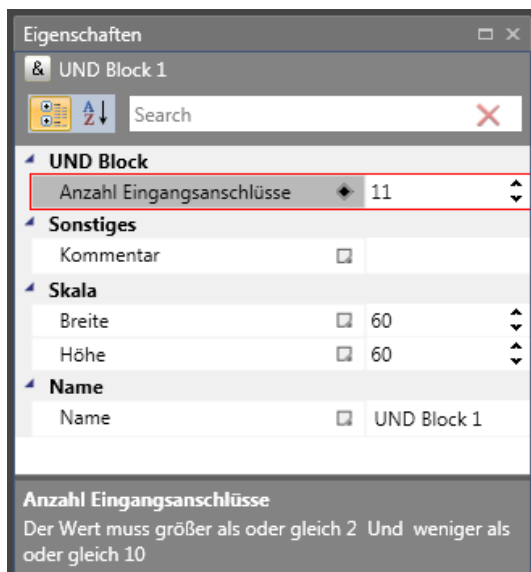 Eigenschaften
& UND Block 1
A Z Search
UND Block
Anzahl Eingangsanschlüsse 11
Sonstiges
Kommentar
Skala
Breite 60
Höhe 60
Name
Name UND Block 1
Anzahl Eingangsanschlüsse
Der Wert muss größer als oder gleich 2 Und weniger als
oder gleich 10